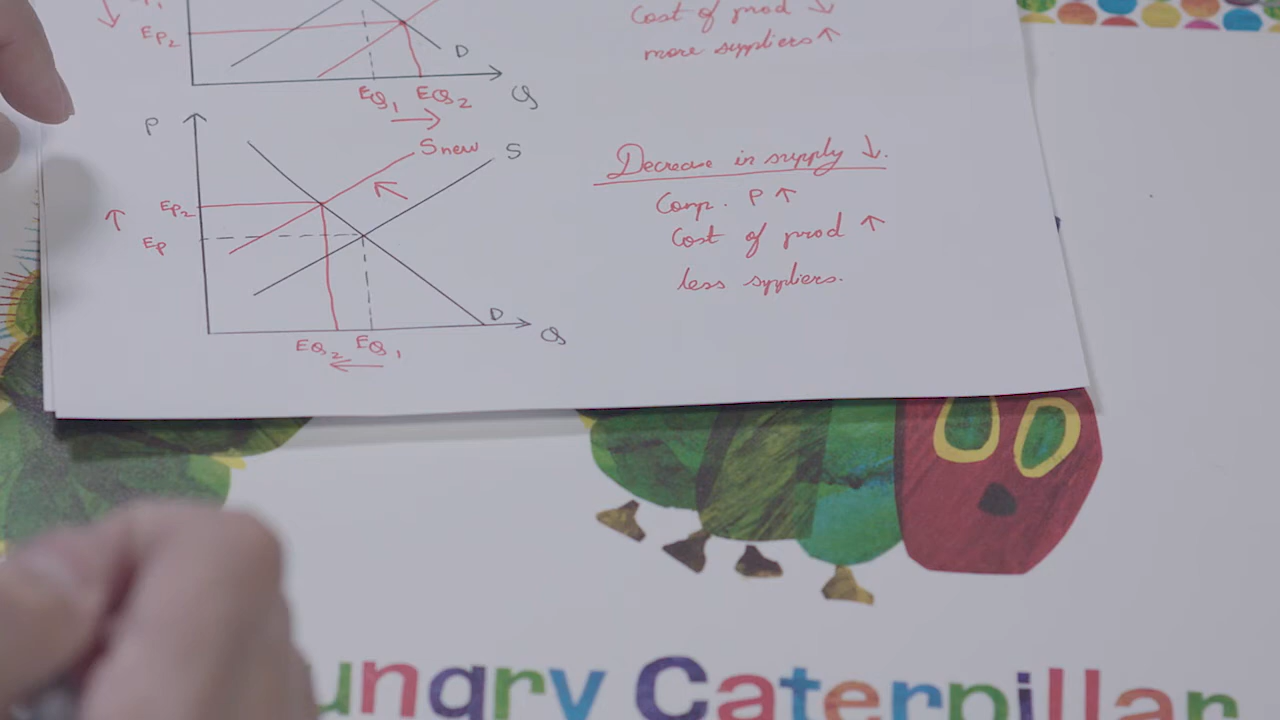 Cost of prod ↓
EP2
more suppliers ↑
D
EQ1 EQ2
Q
P
Snew
S
Decrease in supply ↓.
EP2
Comp. P ↑
EP
Cost of prod ↑
less syppliers.
D
Q
EQ2 EQ1
ungry Caterpillar